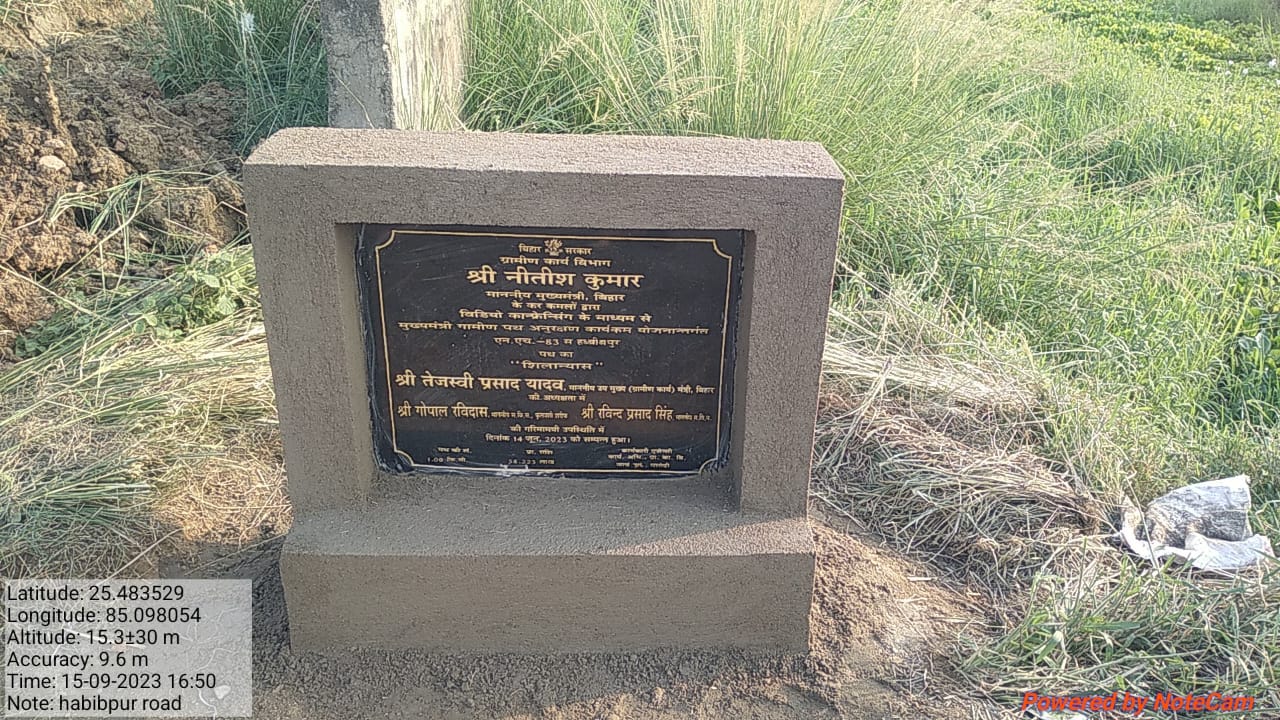 बिहार सरकार
ग्रामीण कार्य विभाग
श्री नीतीश कुमार
माननीय मुख्यमंत्री, बिहार
के कर कमलों द्वारा
विडियो कान्फ्रेन्सिंग के माध्यम से
मुख्यमंत्री ग्रामीण पथ अनुरक्षण कार्यक्रम योजनान्तर्गत
एन.एच.-83 से हबीबपुर
पथ का
"शिलान्यास"
श्री तेजस्वी प्रसाद यादव, माननीय उप मुख्य (ग्रामीण कार्य) मंत्री, बिहार
की अध्यक्षता में
श्री गोपाल रविदास, श्री रविन्द्र प्रसाद सिंह,
की गरिमामयी उपस्थिति में
दिनांक 14 जून, 2023 को सम्पन्न हुआ।
कार्यकारी एजेन्सी
Latitude: 25.483529
Longitude: 85.098054
Altitude: 15.3±30 m
Accuracy: 9.6 m
Time: 15-09-2023 16:50
Note: habibpur road
Powered by NoteCam